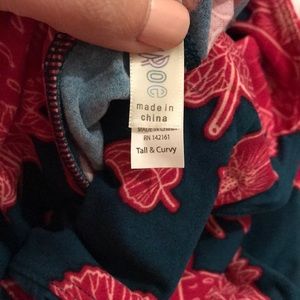 made in
china
RN 142161
Tall & Curvy